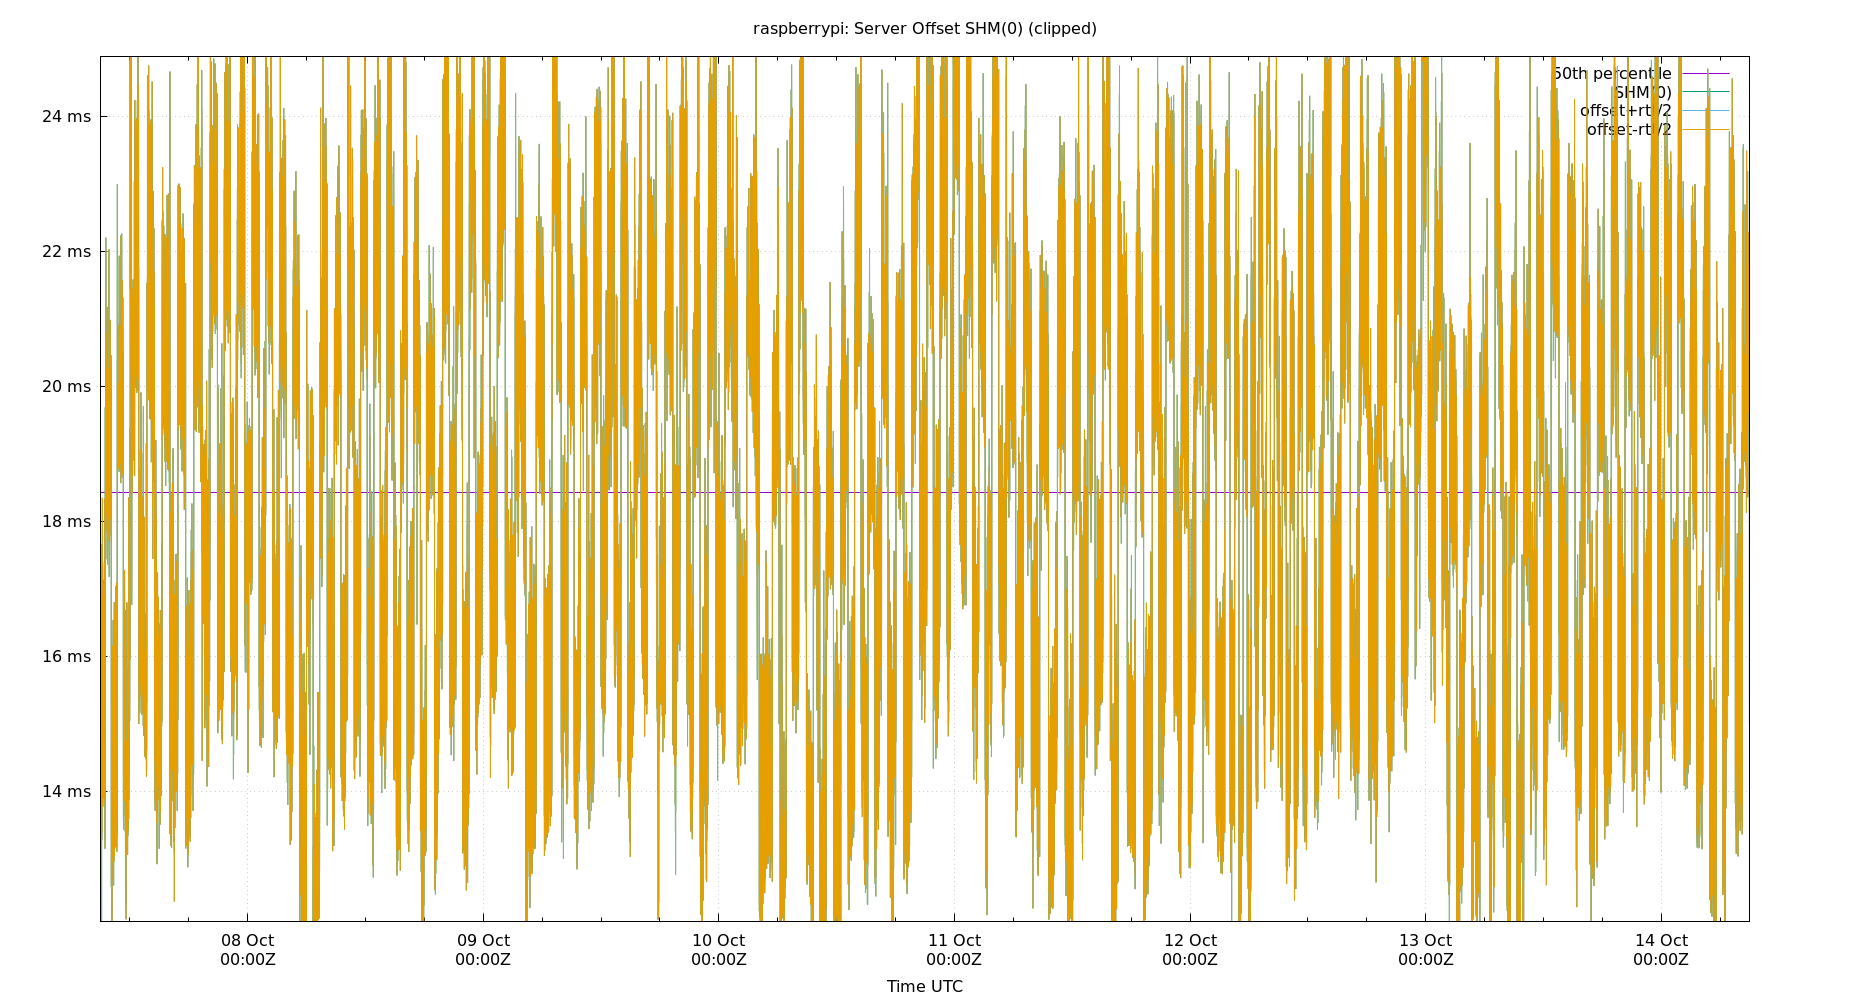 raspberrypi: Server Offset SHM(0) (clipped)
50th percentile
SHM(0)
offset+rtt/2
offset-rtt/2
24 ms
22 ms
20 ms
18 ms
16 ms
14 ms
08 Oct 09 Oct 10 Oct 11 Oct 12 Oct 13 Oct 14 Oct
00:00Z 00:00Z 00:00Z 00:00Z 00:00Z 00:00Z 00:00Z
Time UTC